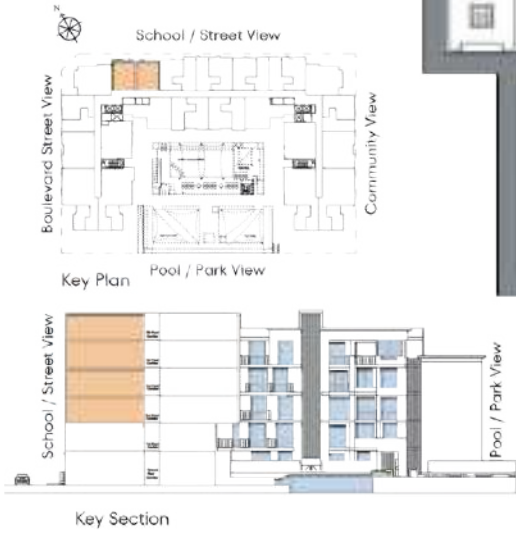 N
School / Street View
Boulevard Street View
Community View
Key Plan
Pool / Park View
School / Street View
Pool / Park View
Key Section